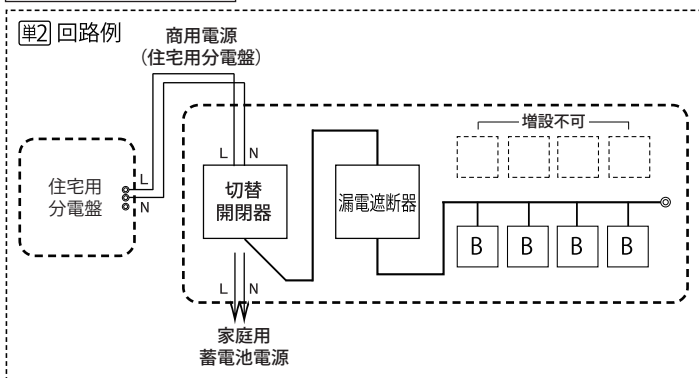 単2 回路例
商用電源
（住宅用分電盤）
増設不可
L N
L
住宅用
分電盤
N
切替
開閉器
漏電遮断器
B B B B
L N
家庭用
蓄電池電源